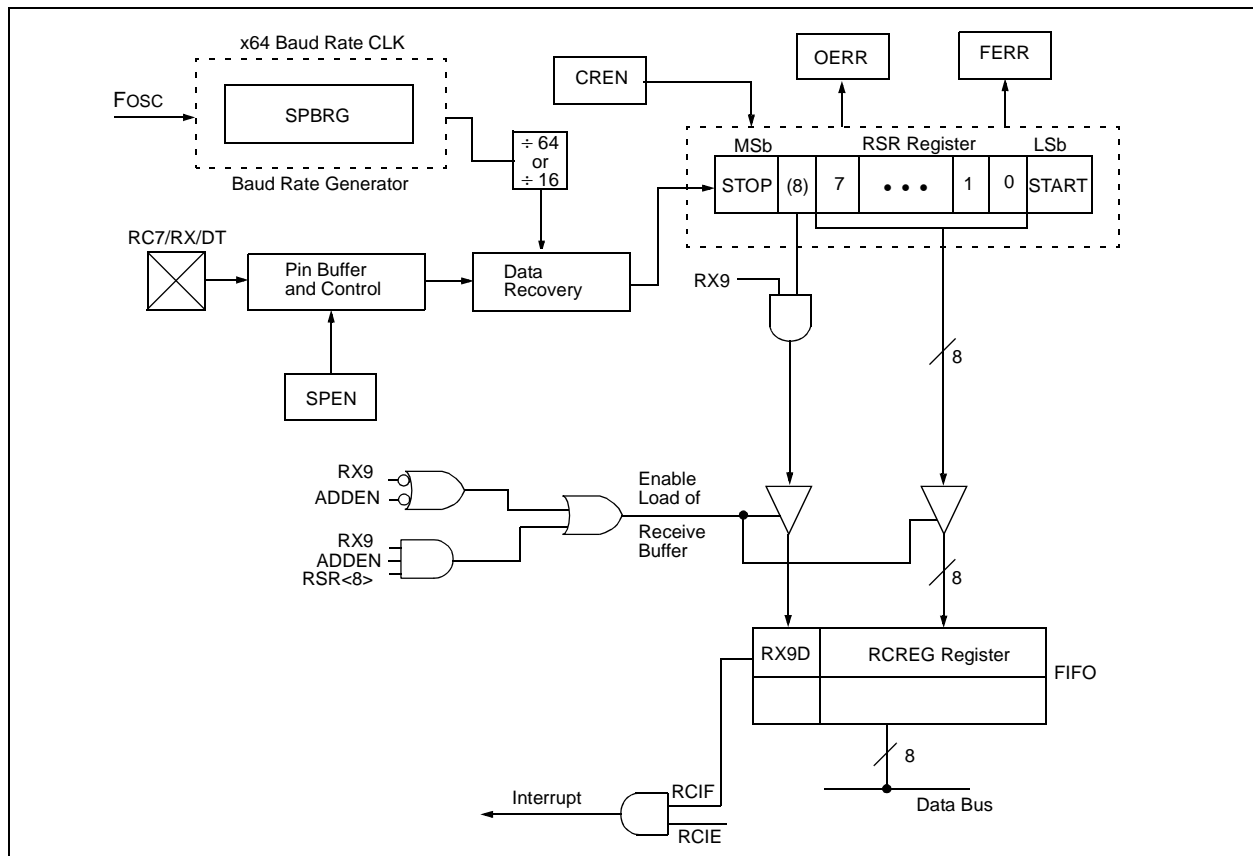 x64 Baud Rate CLK
FOSC
SPBRG
Baud Rate Generator
÷ 64
or
÷ 16
CREN
OERR
FERR
MSb
RSR Register
LSb
STOP
(8)
7
• • •
1
0
START
RC7/RX/DT
Pin Buffer
and Control
Data
Recovery
SPEN
RX9
8
RX9
ADDEN
RX9
ADDEN
RSR<8>
Enable
Load of
Receive
Buffer
8
RX9D
RCREG Register
FIFO
8
Data Bus
Interrupt
RCIF
RCIE